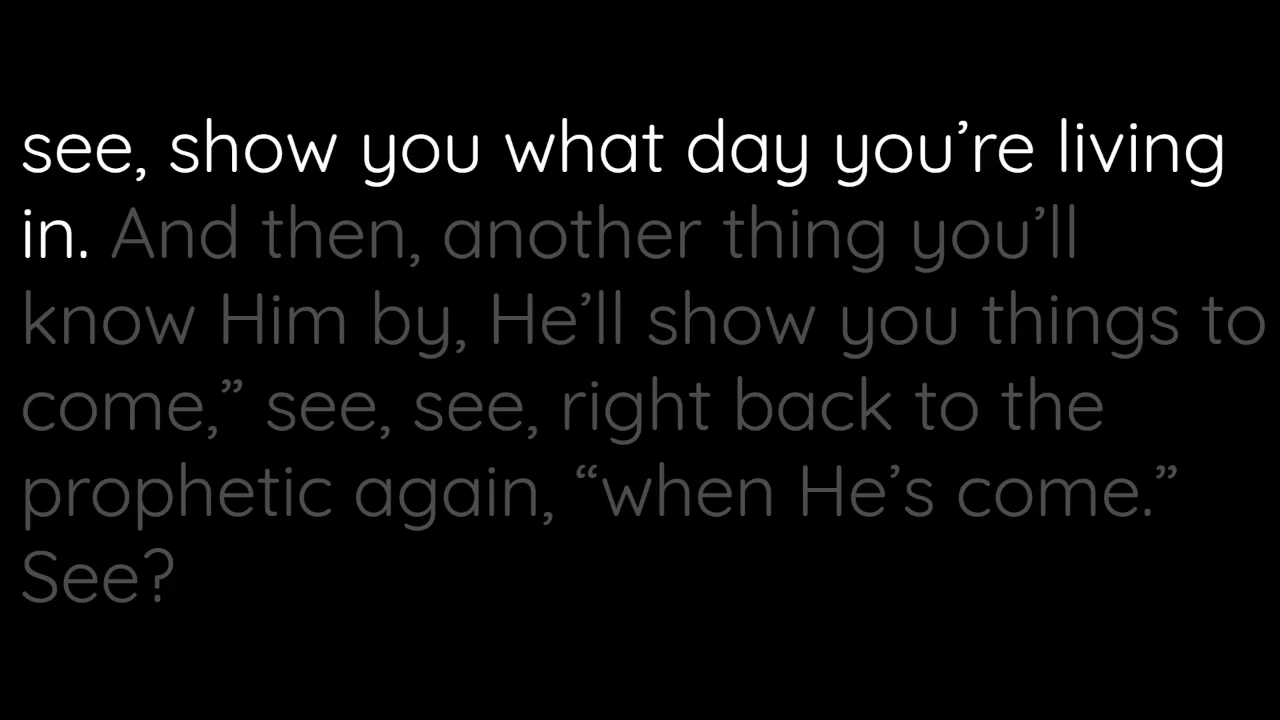 see, show you what day you’re living
in. And then, another thing you’ll
know Him by, He’ll show you things to
come,” see, see, right back to the
prophetic again, “when He’s come.”
See?